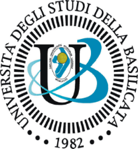 UNIVERSITÀ DEGLI STUDI DELLA BASILICATA
· 1982 ·
UB